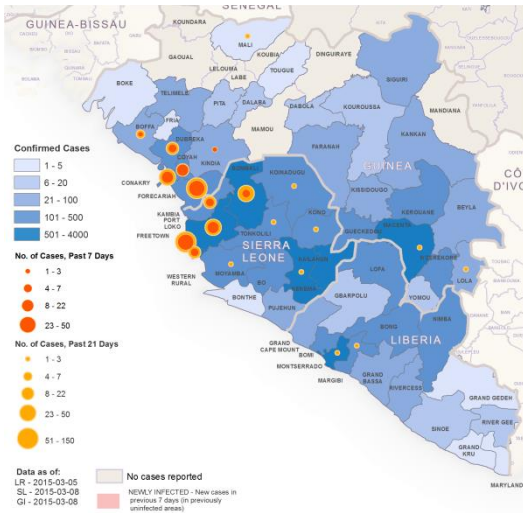 SENEGAL
GUINEA-BISSAU
KOUNDARA
MALI
GAOUAL
KOUBIA
LELOUMA
LABE
TOUGUE
DINGUIRAYE
SIGUIRI
BOKE
TELIMELE
PITA
DALABA
DABOLA
KOUROUSSA
MANDIANA
FRIA
BOFFA
MAMOU
DUBREKA
KANKAN
COYAH
KINDIA
FARANAH
GUINEA
CÔ
D'IVO
CONAKRY
FORECARIAH
KOINADUGU
KISSIDOUGOU
KAMBIA
PORT
LOKO
KEROUANE
BEYLA
KONO
TONKOLILI
GUECKEDOU
MACENTA
FREETOWN
SIERRA
LEONE
KAILAHUN
NZEREKORE
WESTERN
RURAL
MOYAMBA
BO
KENEMA
LOFA
LOLA
YOMOU
BONTHE
PUJEHUN
GBARPOLU
NIMBA
GRAND
CAPE MOUNT
BOMI
BONG
LIBERIA
MONTSERRADO
MARGIBI
GRAND
BASSA
RIVERCESS
GRAND GEDEH
SINOE
RIVER GEE
GRAND
KRU
MARYLAND
Confirmed Cases
1 - 5
6 - 20
21 - 100
101 - 500
501 - 4000
No. of Cases, Past 7 Days
1 - 3
4 - 7
8 - 22
23 - 50
No. of Cases, Past 21 Days
1 - 3
4 - 7
8 - 22
23 - 50
51 - 150
Data as of:
LR - 2015-03-05
SL - 2015-03-08
GI - 2015-03-08
No cases reported
NEWLY INFECTED - New cases in
previous 7 days (in previously
uninfected areas)